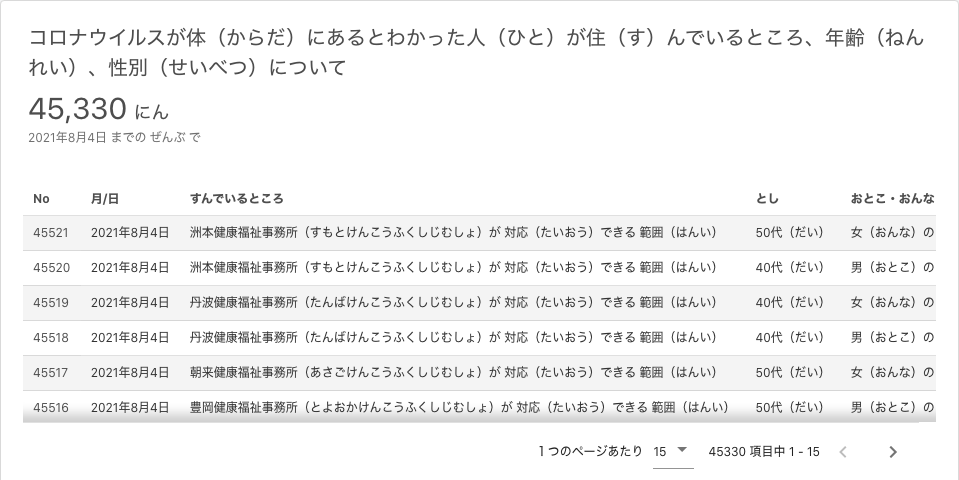 コロナウイルスが体（からだ）にあるとわかった人（ひと）が住（す）んでいるところ、年齢（ねん
れい）、性別（せいべつ）について
45,330 にん
2021年8月4日 までの ぜんぶ で
No 月/日 すんでいるところ とし おとこ・おんな
45521 2021年8月4日 洲本健康福祉事務所（すもとけんこうふくしじむしょ）が 対応（たいおう）できる 範囲（はんい） 50代（だい） 女（おんな）の
45520 2021年8月4日 洲本健康福祉事務所（すもとけんこうふくしじむしょ）が 対応（たいおう）できる 範囲（はんい） 40代（だい） 男（おとこ）の
45519 2021年8月4日 丹波健康福祉事務所（たんばけんこうふくしじむしょ）が 対応（たいおう）できる 範囲（はんい） 40代（だい） 女（おんな）の
45518 2021年8月4日 丹波健康福祉事務所（たんばけんこうふくしじむしょ）が 対応（たいおう）できる 範囲（はんい） 40代（だい） 男（おとこ）の
45517 2021年8月4日 朝来健康福祉事務所（あさごけんこうふくしじむしょ）が 対応（たいおう）できる 範囲（はんい） 50代（だい） 女（おんな）の
45516 2021年8月4日 豊岡健康福祉事務所（とよおかけんこうふくしじむしょ）が 対応（たいおう）できる 範囲（はんい） 50代（だい） 男（おとこ）の
1 つのページあたり 15 45330 項目中 1 - 15